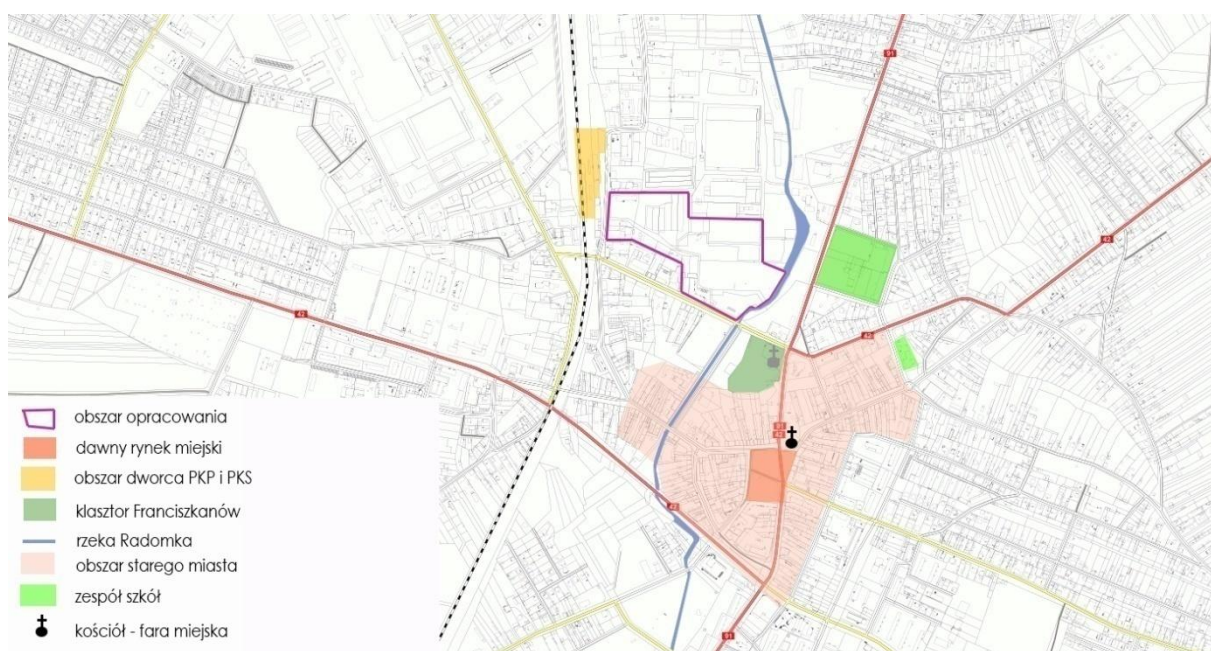 91
42
42
42
91
42
42
91
obszar opracowania
dawny rynek miejski
obszar dworca PKP i PKS
klasztor Franciszkanów
rzeka Radomka
obszar starego miasta
zespół szkół
kościół - fara miejska